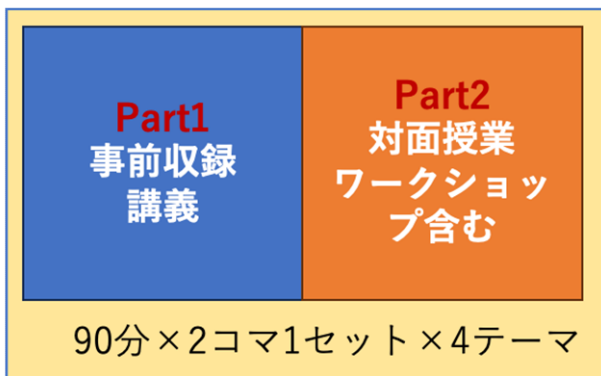 Part1
事前収録
講義
Part2
対面授業
ワークショッ
プ含む
90分×2コマ1セット×4テーマ